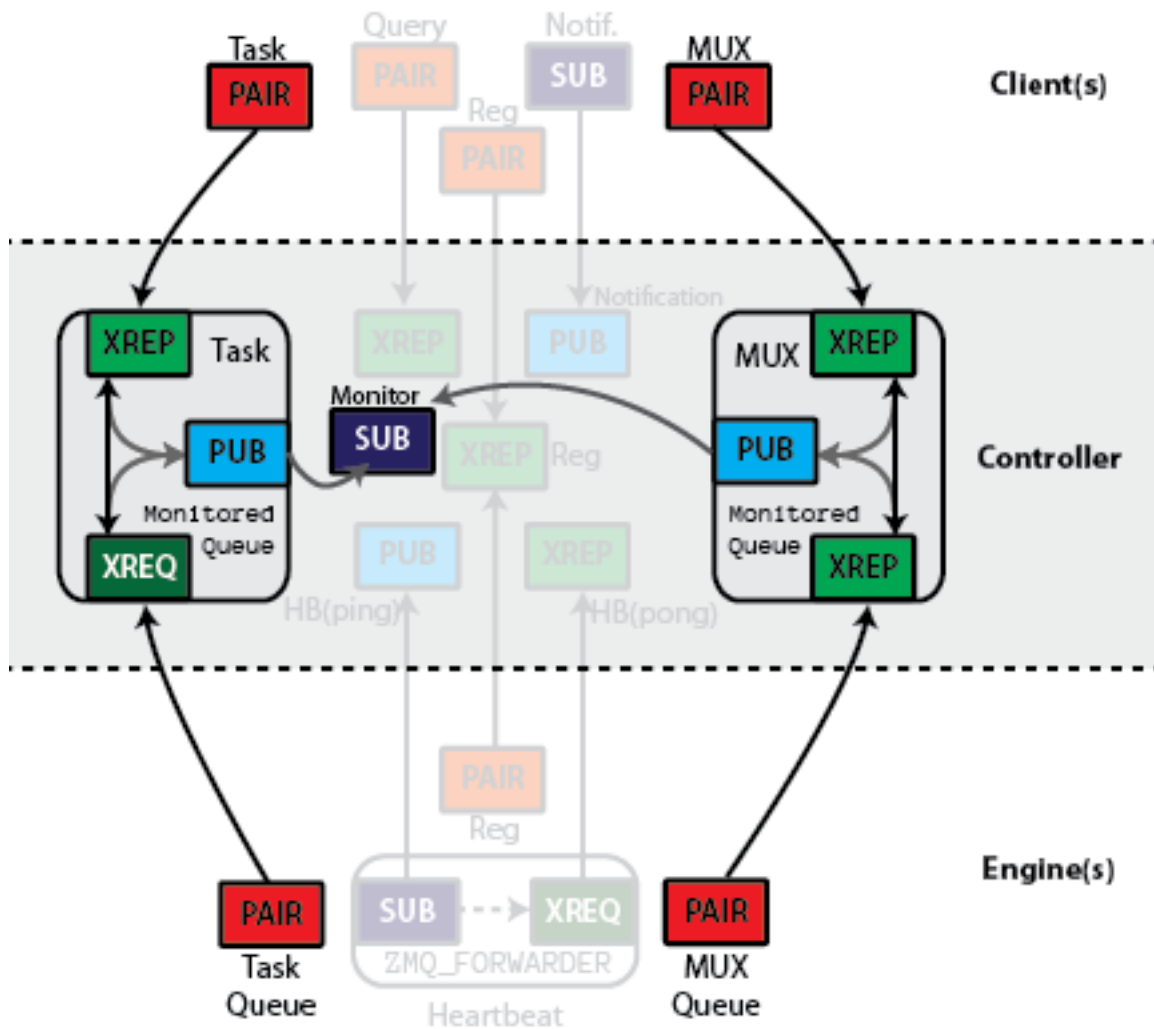 Query
Notif.
Task
MUX
PAIR
PAIR
SUB
PAIR
Client(s)
Reg
PAIR
Notification
XREP
Task
XREP
PUB
MUX
XREP
Monitor
SUB
PUB
XREP
Reg
PUB
Controller
Monitored
Queue
Monitored
Queue
XREQ
PUB
XREP
XREP
HB(ping)
HB(pong)
PAIR
Reg
Engine(s)
PAIR
SUB
XREQ
PAIR
ZMQ_FORWARDER
Task
Queue
MUX
Queue
Heartbeat